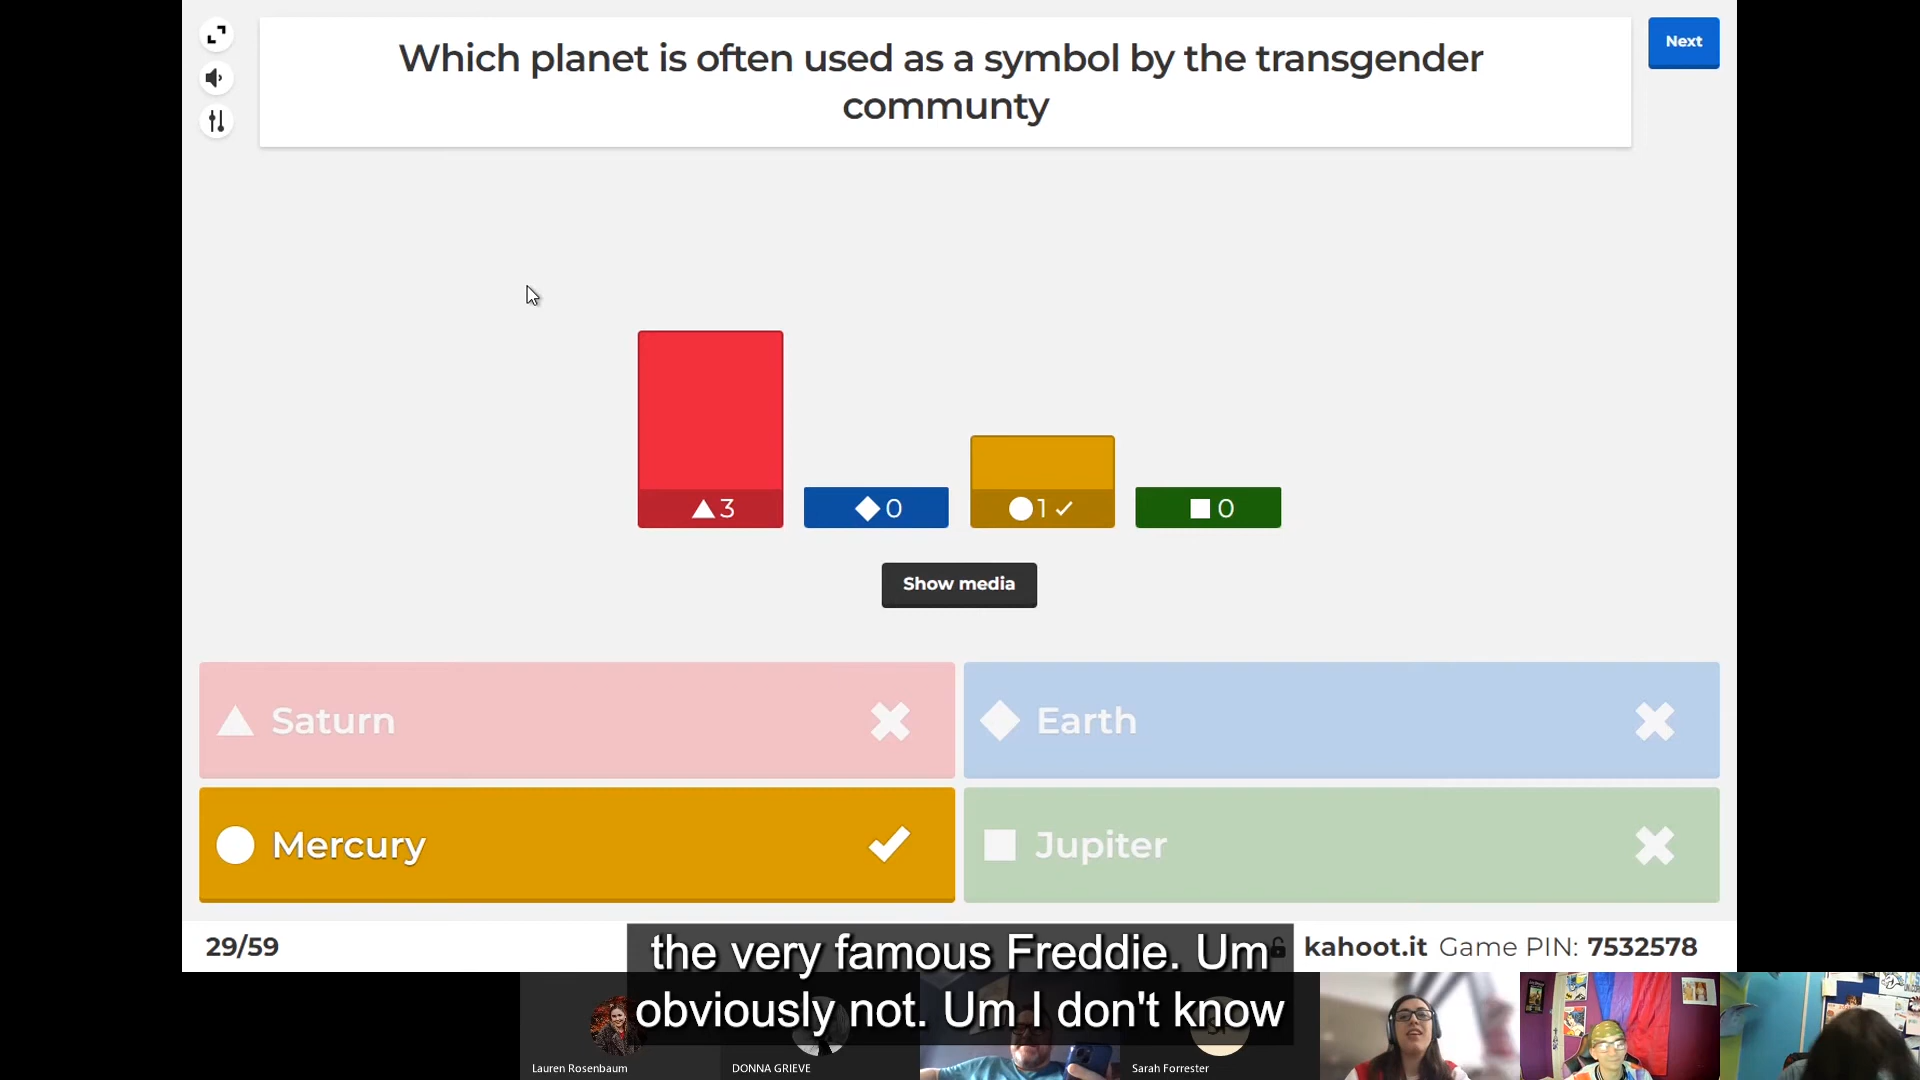 Which planet is often used as a symbol by the transgender
communty
Next
3
0
1
0
Show media
Saturn
Earth
Mercury
Jupiter
29/59
kahoot.it Game PIN: 7532578
the very famous Freddie. Um
obviously not. Um I don't know
Lauren Rosenbaum
DONNA GRIEVE
Sarah Forrester